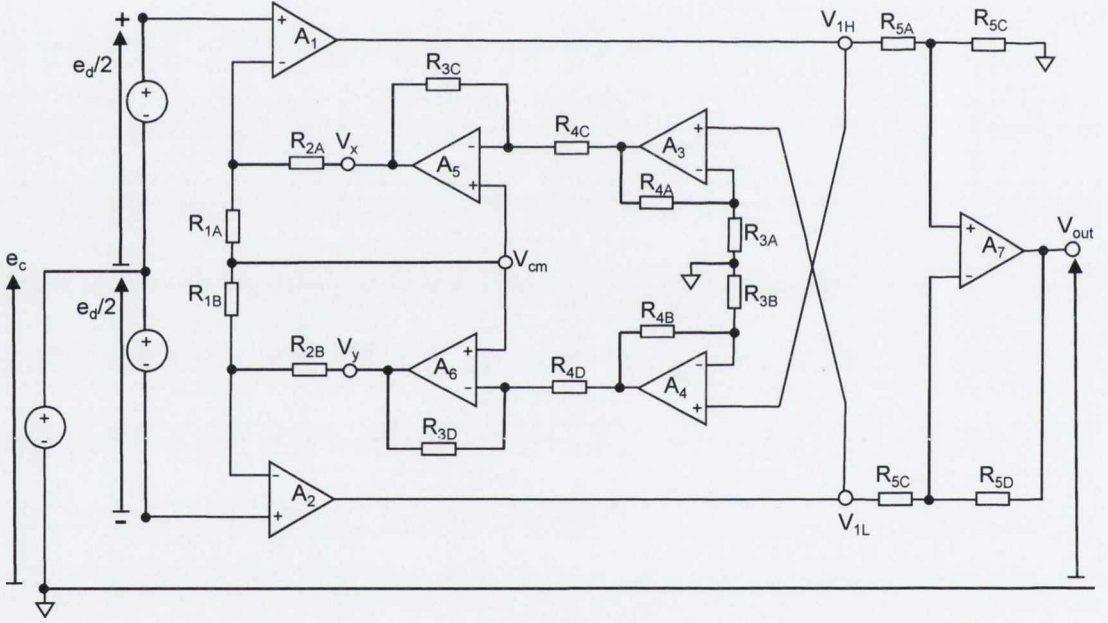 +
e_d/2
+
-
A_1
+
-
V_1H
R_5A
R_5C
R_3C
R_2A
V_x
A_5
-
+
R_4C
A_3
+
-
R_4A
R_1A
R_3A
e_c
V_cm
A_7
+
-
V_out
e_d/2
R_1B
R_3B
R_4B
R_2B
V_y
A_6
+
-
R_4D
A_4
-
+
+
-
+
-
R_3D
A_2
-
+
R_5C
R_5D
V_1L
-